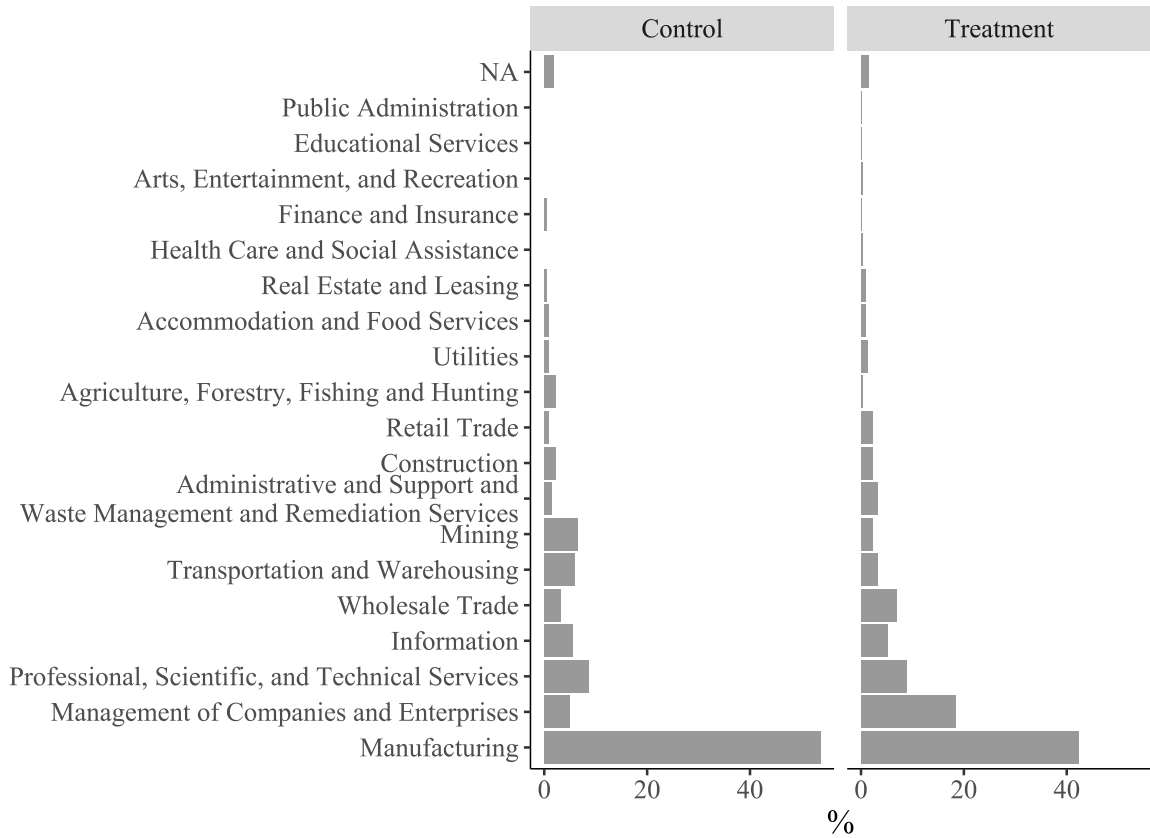 Control
Treatment
NA
Public Administration
Educational Services
Arts, Entertainment, and Recreation
Finance and Insurance
Health Care and Social Assistance
Real Estate and Leasing
Accommodation and Food Services
Utilities
Agriculture, Forestry, Fishing and Hunting
Retail Trade
Construction
Administrative and Support and
Waste Management and Remediation Services
Mining
Transportation and Warehousing
Wholesale Trade
Information
Professional, Scientific, and Technical Services
Management of Companies and Enterprises
Manufacturing
0 20 40
0 20 40
%